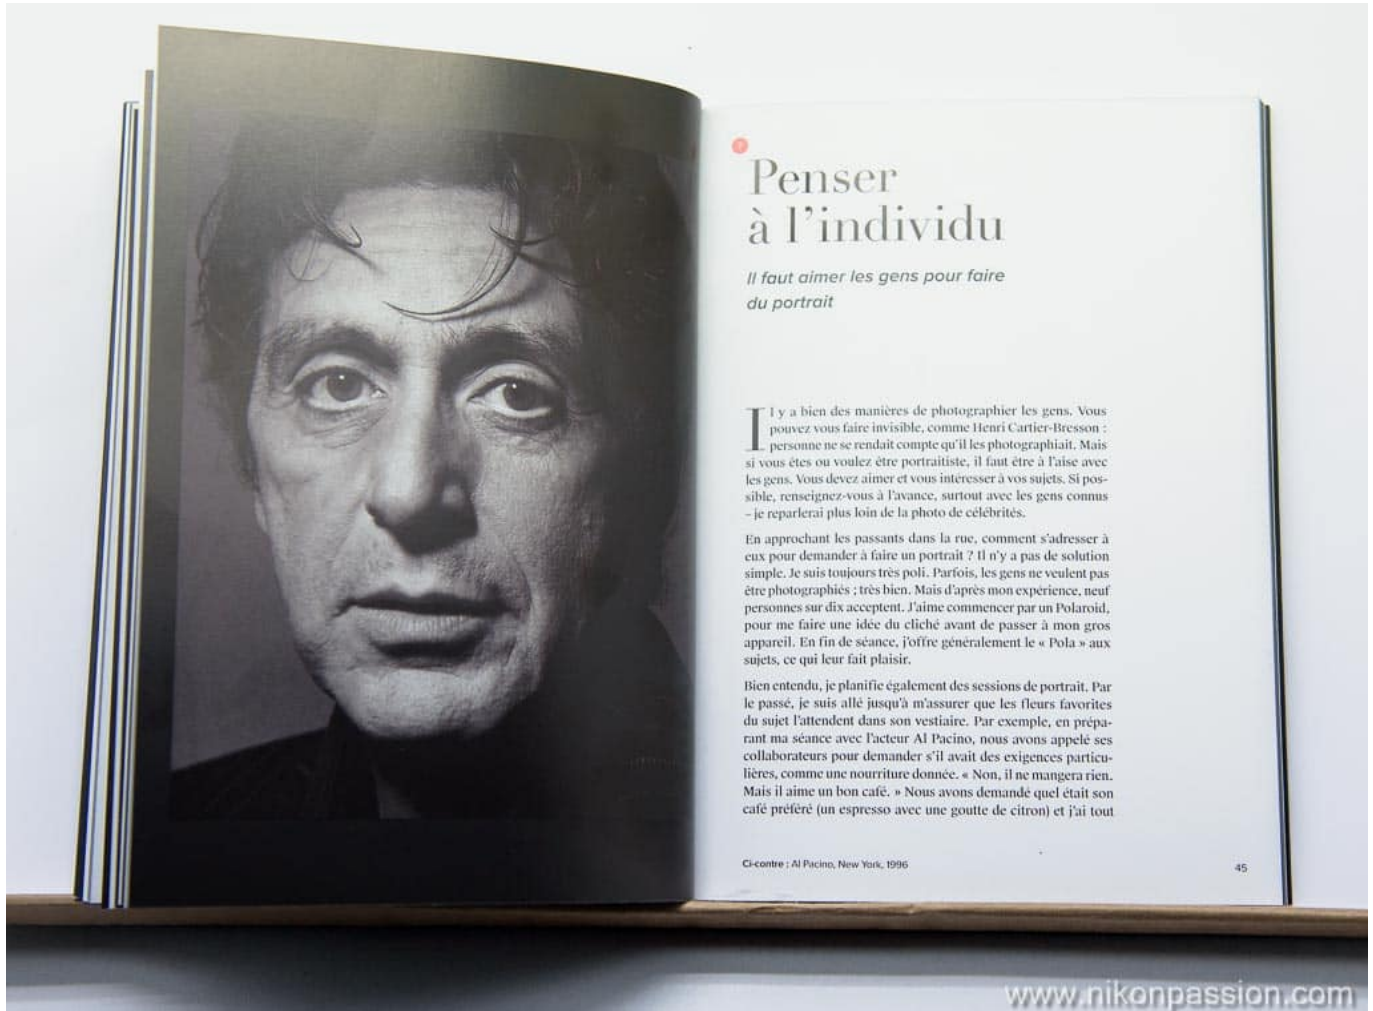 Penser
à l'individu
Il faut aimer les gens pour faire
du portrait
Il y a bien des manières de photographier les gens. Vous
pouvez vous faire invisible, comme Henri Cartier-Bresson :
personne ne se rendait compte qu'il les photographiait. Mais
si vous êtes ou voulez être portraitiste, il faut être à l'aise avec
les gens. Vous devez aimer et vous intéresser à vos sujets. Si pos-
sible, renseignez-vous à l'avance, surtout avec les gens connus
– je reparlerai plus loin de la photo de célébrités.
En approchant les passants dans la rue, comment s'adresser à
eux pour demander à faire un portrait ? Il n'y a pas de solution
simple. Je suis toujours très poli. Parfois, les gens ne veulent pas
être photographiés ; très bien. Mais d'après mon expérience, neuf
personnes sur dix acceptent. J'aime commencer par un Polaroid,
pour me faire une idée du cliché avant de passer à mon gros
appareil. En fin de séance, j'offre généralement le « Pola » aux
sujets, ce qui leur fait plaisir.
Bien entendu, je planifie également des sessions de portrait. Par
le passé, je suis allé jusqu'à m'assurer que les fleurs favorites
du sujet l'attendent dans son vestiaire. Par exemple, en prépa-
rant ma séance avec l'acteur Al Pacino, nous avons appelé ses
collaborateurs pour demander s'il avait des exigences particu-
lières, comme une nourriture donnée. « Non, il ne mangera rien.
Mais il aime un bon café. » Nous avons demandé quel était son
café préféré (un espresso avec une goutte de citron) et j'ai tout
Ci-contre : Al Pacino, New York, 1996
45
www.nikonpassion.com